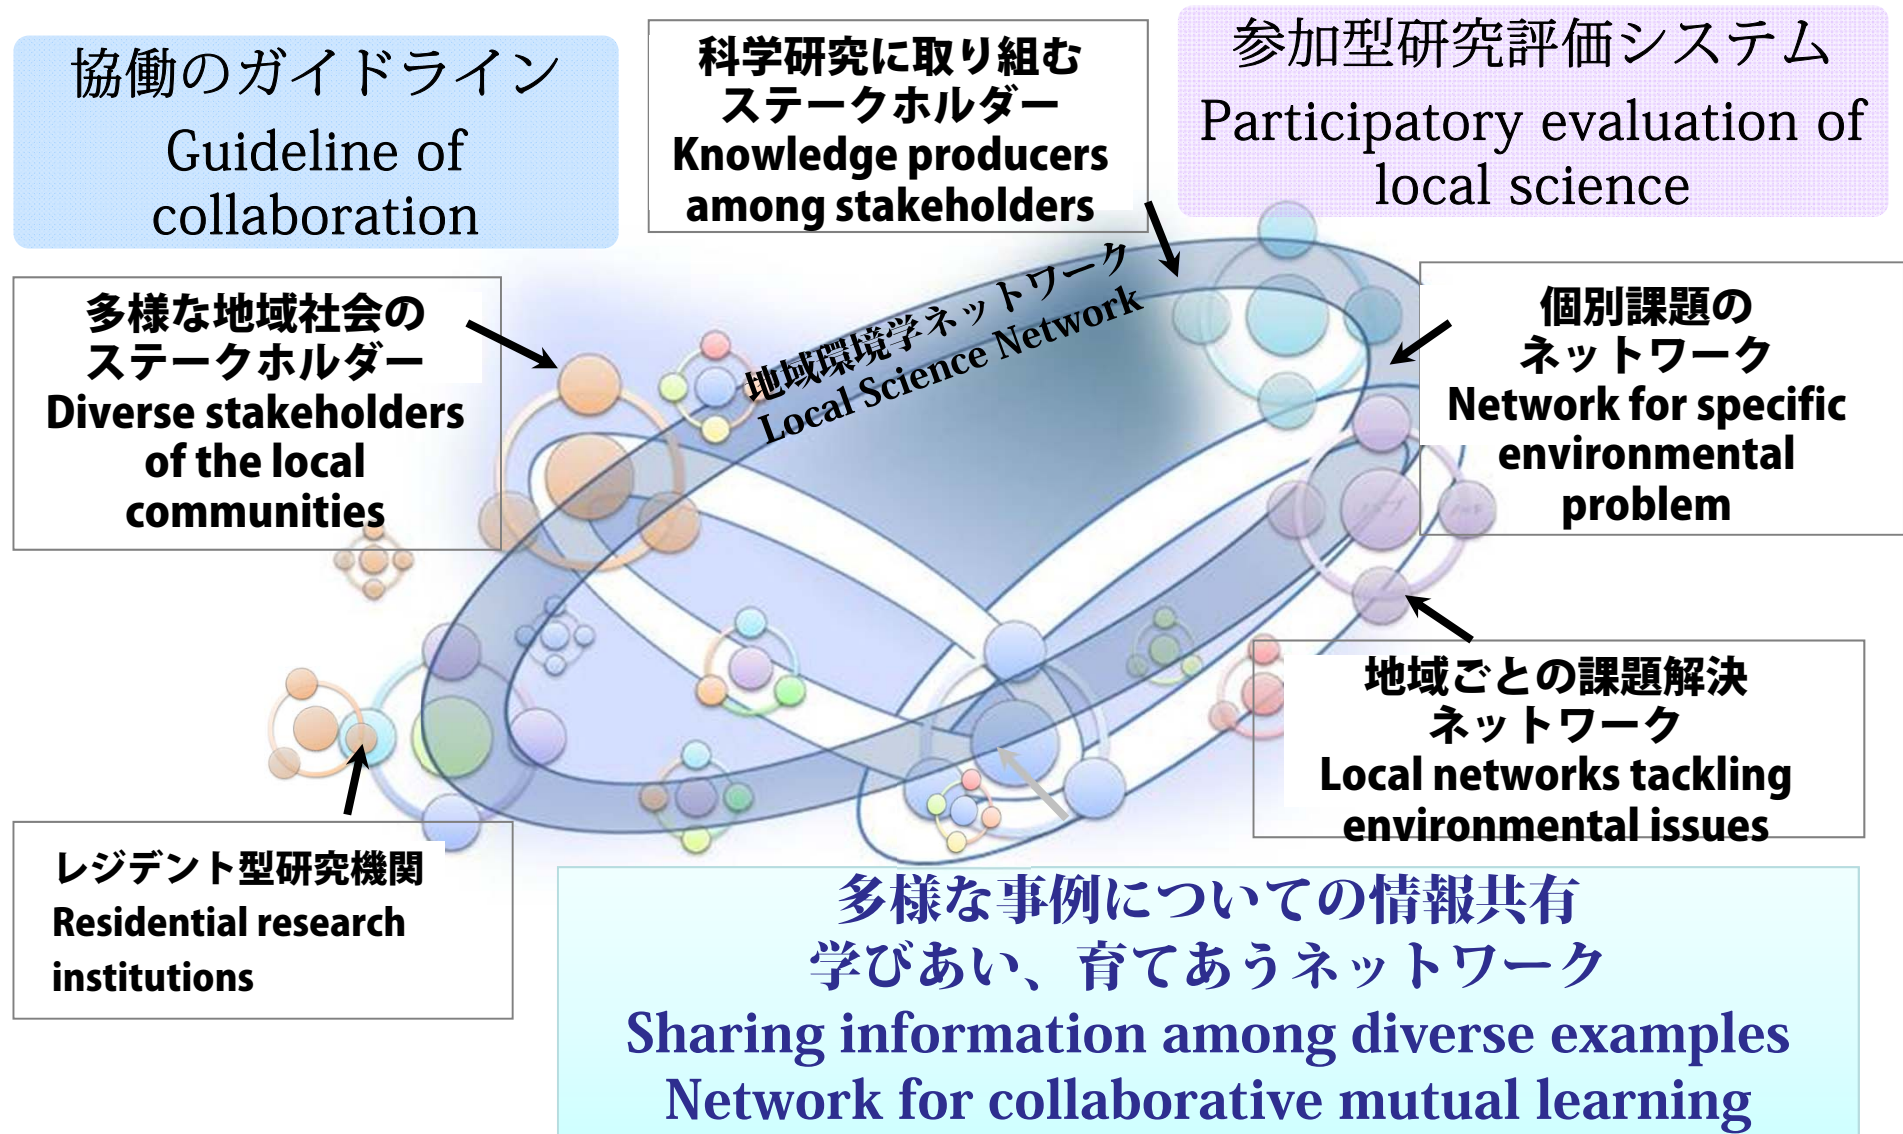 協働のガイドライン
Guideline of
collaboration
科学研究に取り組む
ステークホルダー
Knowledge producers
among stakeholders
参加型研究評価システム
Participatory evaluation of
local science
多様な地域社会の
ステークホルダー
Diverse stakeholders
of the local
communities
地域環境学ネットワーク
Local Science Network
個別課題の
ネットワーク
Network for specific
environmental
problem
地域ごとの課題解決
ネットワーク
Local networks tackling
environmental issues
レジデント型研究機関
Residential research
institutions
多様な事例についての情報共有
学びあい、育てあうネットワーク
Sharing information among diverse examples
Network for collaborative mutual learning